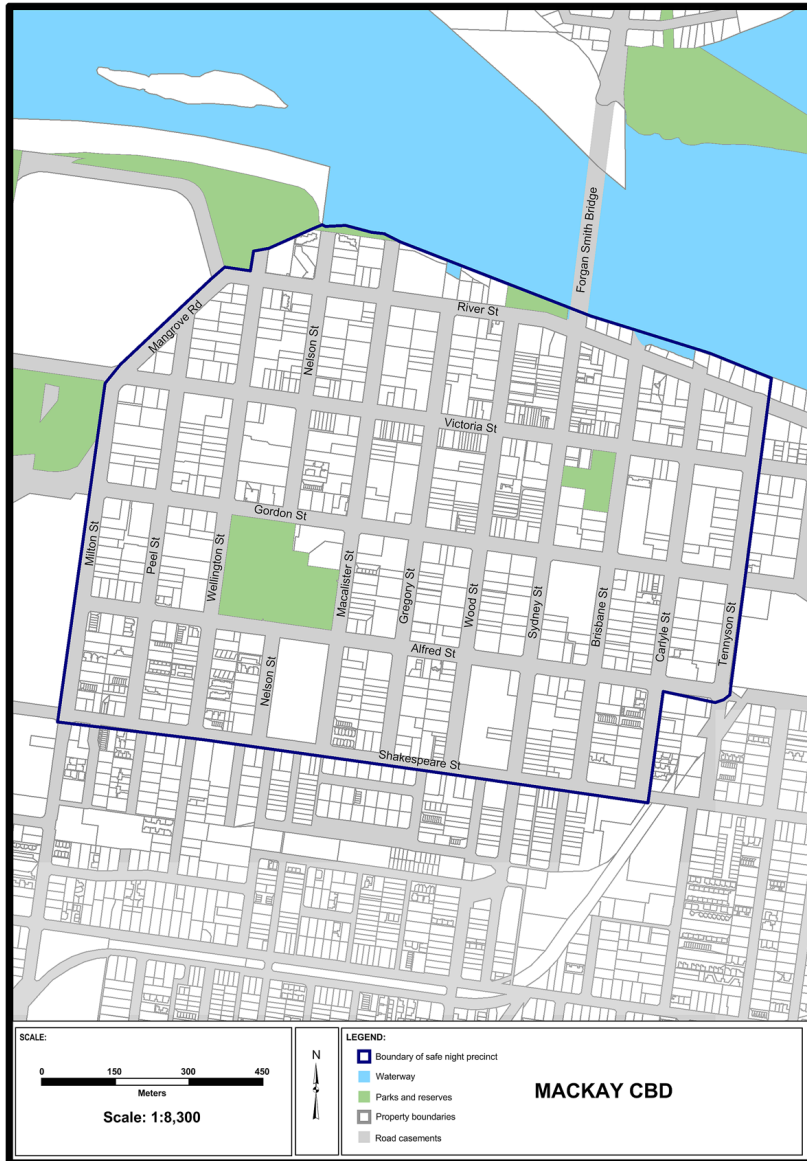 Forgan Smith Bridge
River St
Mangrove Rd
Nelson St
Victoria St
Gordon St
Milton St
Peel St
Wellington St
Macalister St
Gregory St
Wood St
Sydney St
Brisbane St
Carlyle St
Tennyson St
Alfred St
Nelson St
Shakespeare St
SCALE:
0 150 300 450
Meters
Scale: 1:8,300
N
LEGEND:
Boundary of safe night precinct
Waterway
Parks and reserves
Property boundaries
Road casements
MACKAY CBD